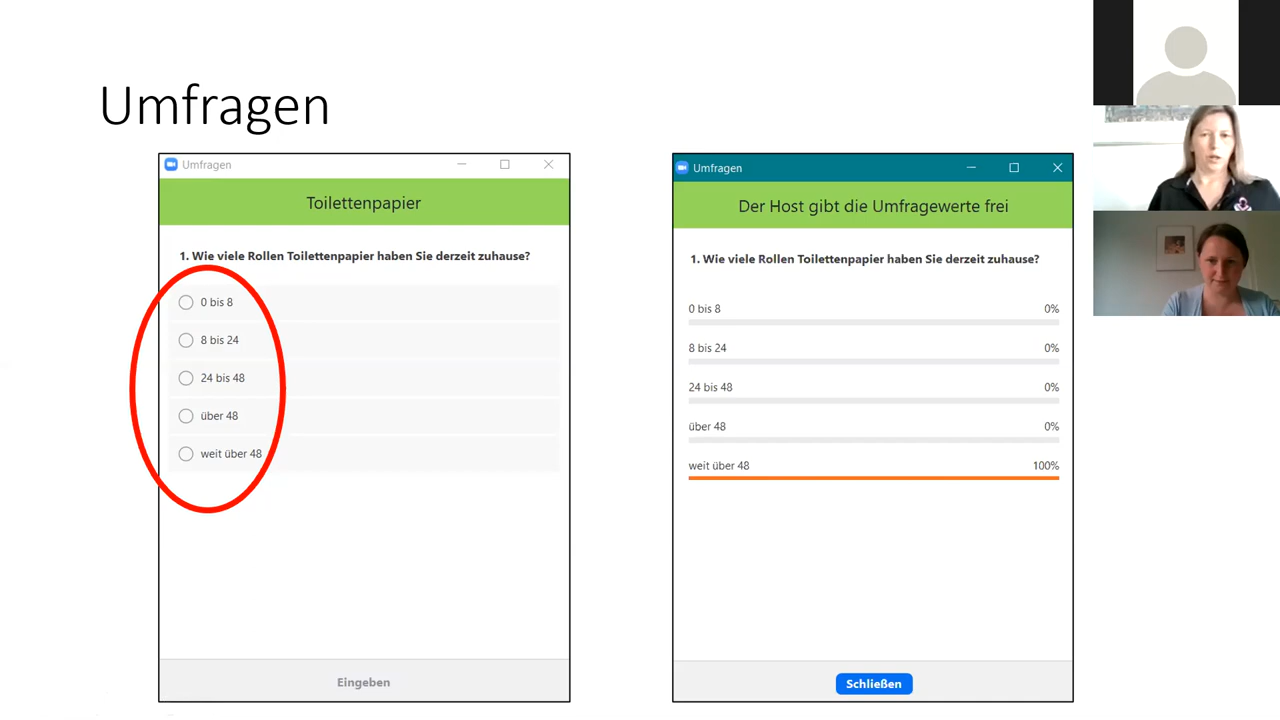 Umfragen
Umfragen
Toilettenpapier
1. Wie viele Rollen Toilettenpapier haben Sie derzeit zuhause?
0 bis 8
8 bis 24
24 bis 48
über 48
weit über 48
Eingeben
Umfragen
Der Host gibt die Umfragewerte frei
1. Wie viele Rollen Toilettenpapier haben Sie derzeit zuhause?
0 bis 8 0%
8 bis 24 0%
24 bis 48 0%
über 48 0%
weit über 48 100%
Schließen